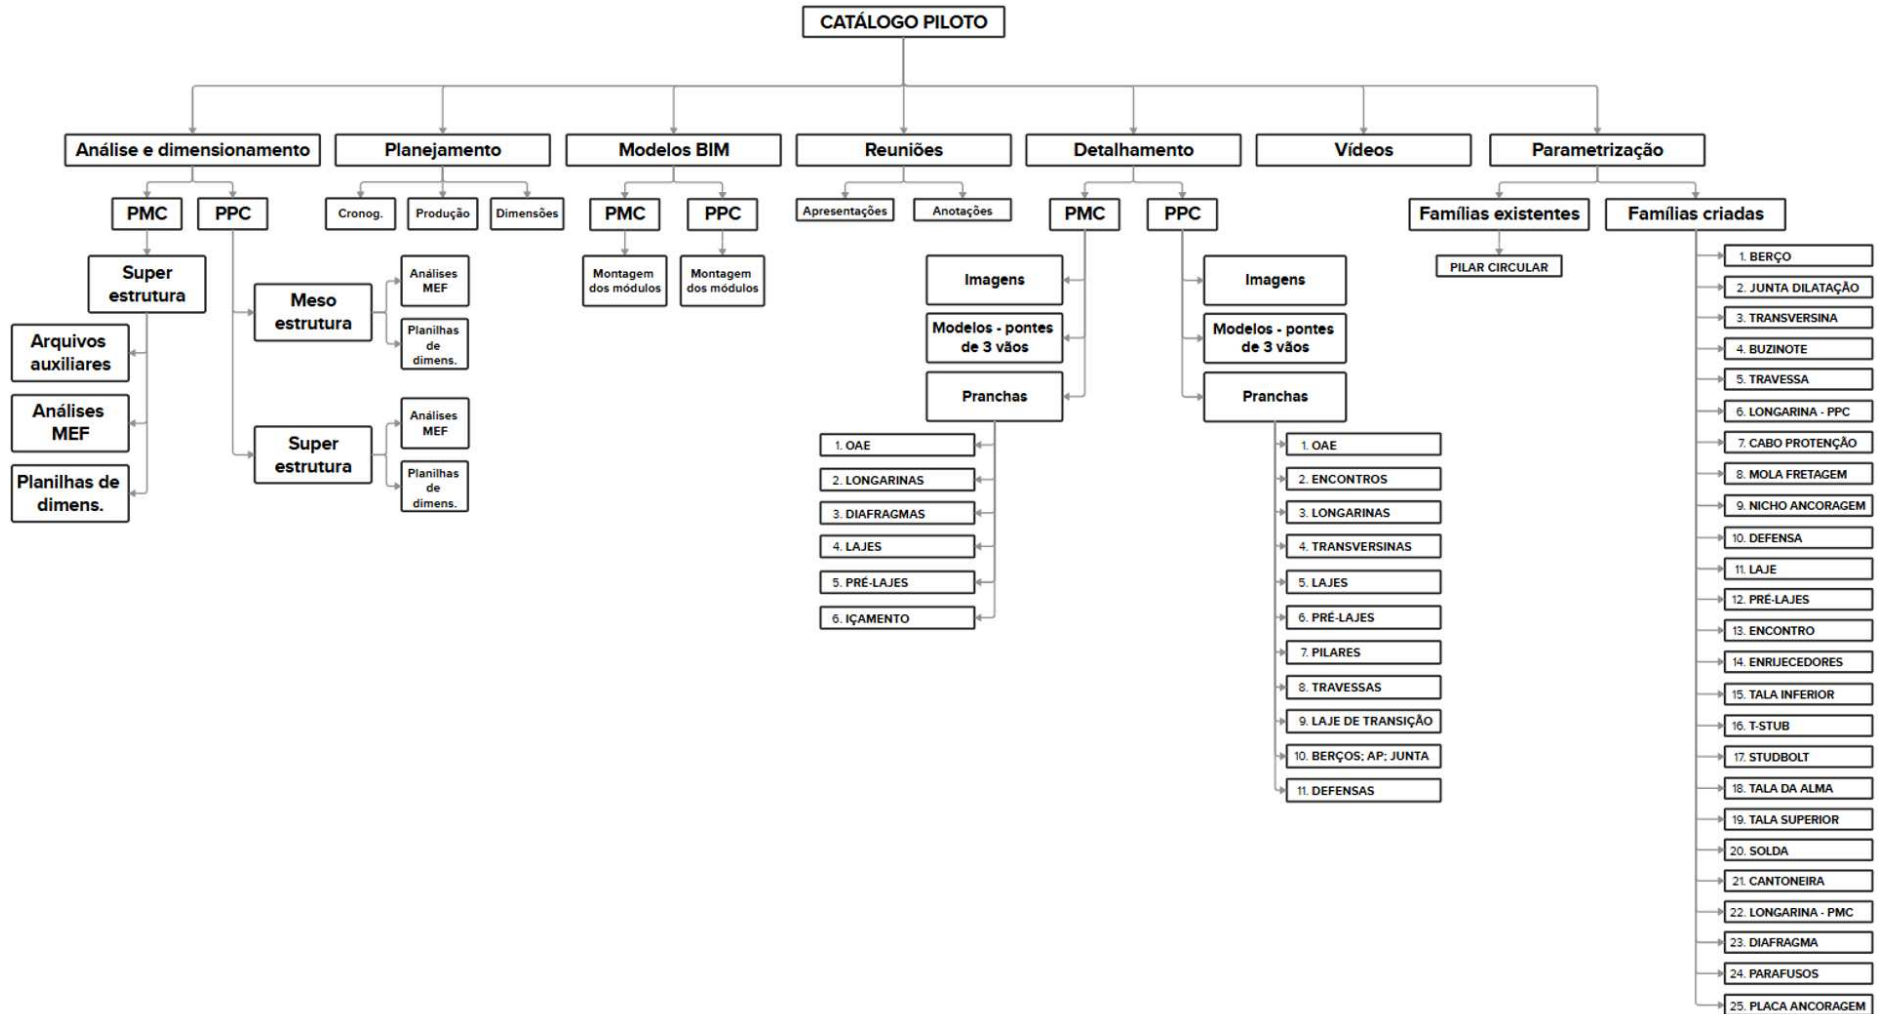 CATÁLOGO PILOTO
Análise e dimensionamento
Planejamento
Modelos BIM
Reuniões
Detalhamento
Vídeos
Parametrização
PMC
PPC
Cronog.
Produção
Dimensões
PMC
PPC
Apresentações
Anotações
PMC
PPC
Famílias existentes
Famílias criadas
Super
estrutura
Arquivos
auxiliares
Análises
MEF
Planilhas de
dimens.
Meso
estrutura
Análises
MEF
Planilhas
de
dimens.
Super
estrutura
Análises
MEF
Planilhas
de
dimens.
Montagem
dos módulos
Montagem
dos módulos
Imagens
Modelos - pontes
de 3 vãos
Pranchas
1. OAE
2. LONGARINAS
3. DIAFRAGMAS
4. LAJES
5. PRÉ-LAJES
6. IÇAMENTO
Imagens
Modelos - pontes
de 3 vãos
Pranchas
1. OAE
2. ENCONTROS
3. LONGARINAS
4. TRANSVERSINAS
5. LAJES
6. PRÉ-LAJES
7. PILARES
8. TRAVESSAS
9. LAJE DE TRANSIÇÃO
10. BERÇOS; AP; JUNTA
11. DEFENSAS
PILAR CIRCULAR
1. BERÇO
2. JUNTA DILATAÇÃO
3. TRANSVERSINA
4. BUZINOTE
5. TRAVESSA
6. LONGARINA - PPC
7. CABO PROTENÇÃO
8. MOLA FRETAGEM
9. NICHO ANCORAGEM
10. DEFENSA
11. LAJE
12. PRÉ-LAJES
13. ENCONTRO
14. ENRIJECEDORES
15. TALA INFERIOR
16. T-STUB
17. STUDBOLT
18. TALA DA ALMA
19. TALA SUPERIOR
20. SOLDA
21. CANTONEIRA
22. LONGARINA - PMC
23. DIAFRAGMA
24. PARAFUSOS
25. PLACA ANCORAGEM